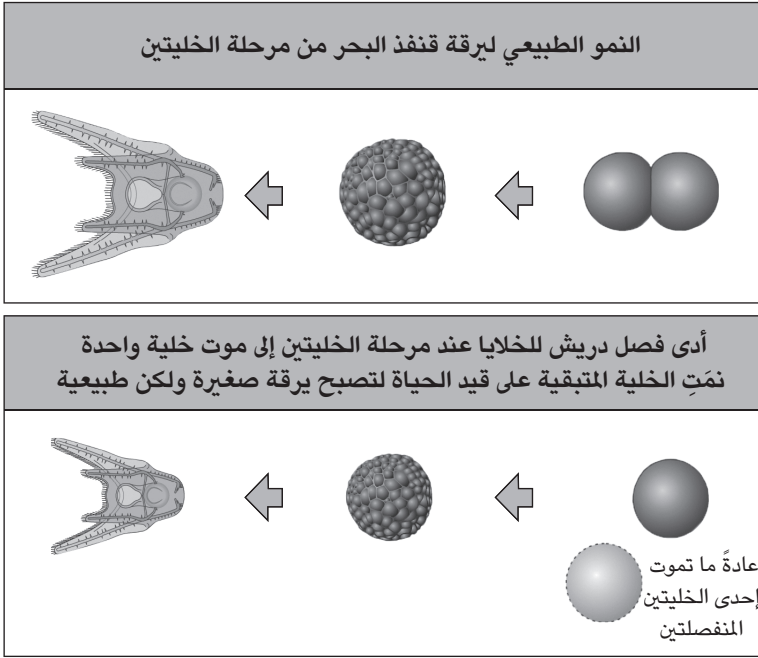 النمو الطبيعي ليرقة قنفذ البحر من مرحلة الخليتين
أدى فصل دريش للخلايا عند مرحلة الخليتين إلى موت خلية واحدة
نمَتِ الخلية المتبقية على قيد الحياة لتصبح يرقة صغيرة ولكن طبيعية
عادةً ما تموت
إحدى الخليتين
المنفصلتين